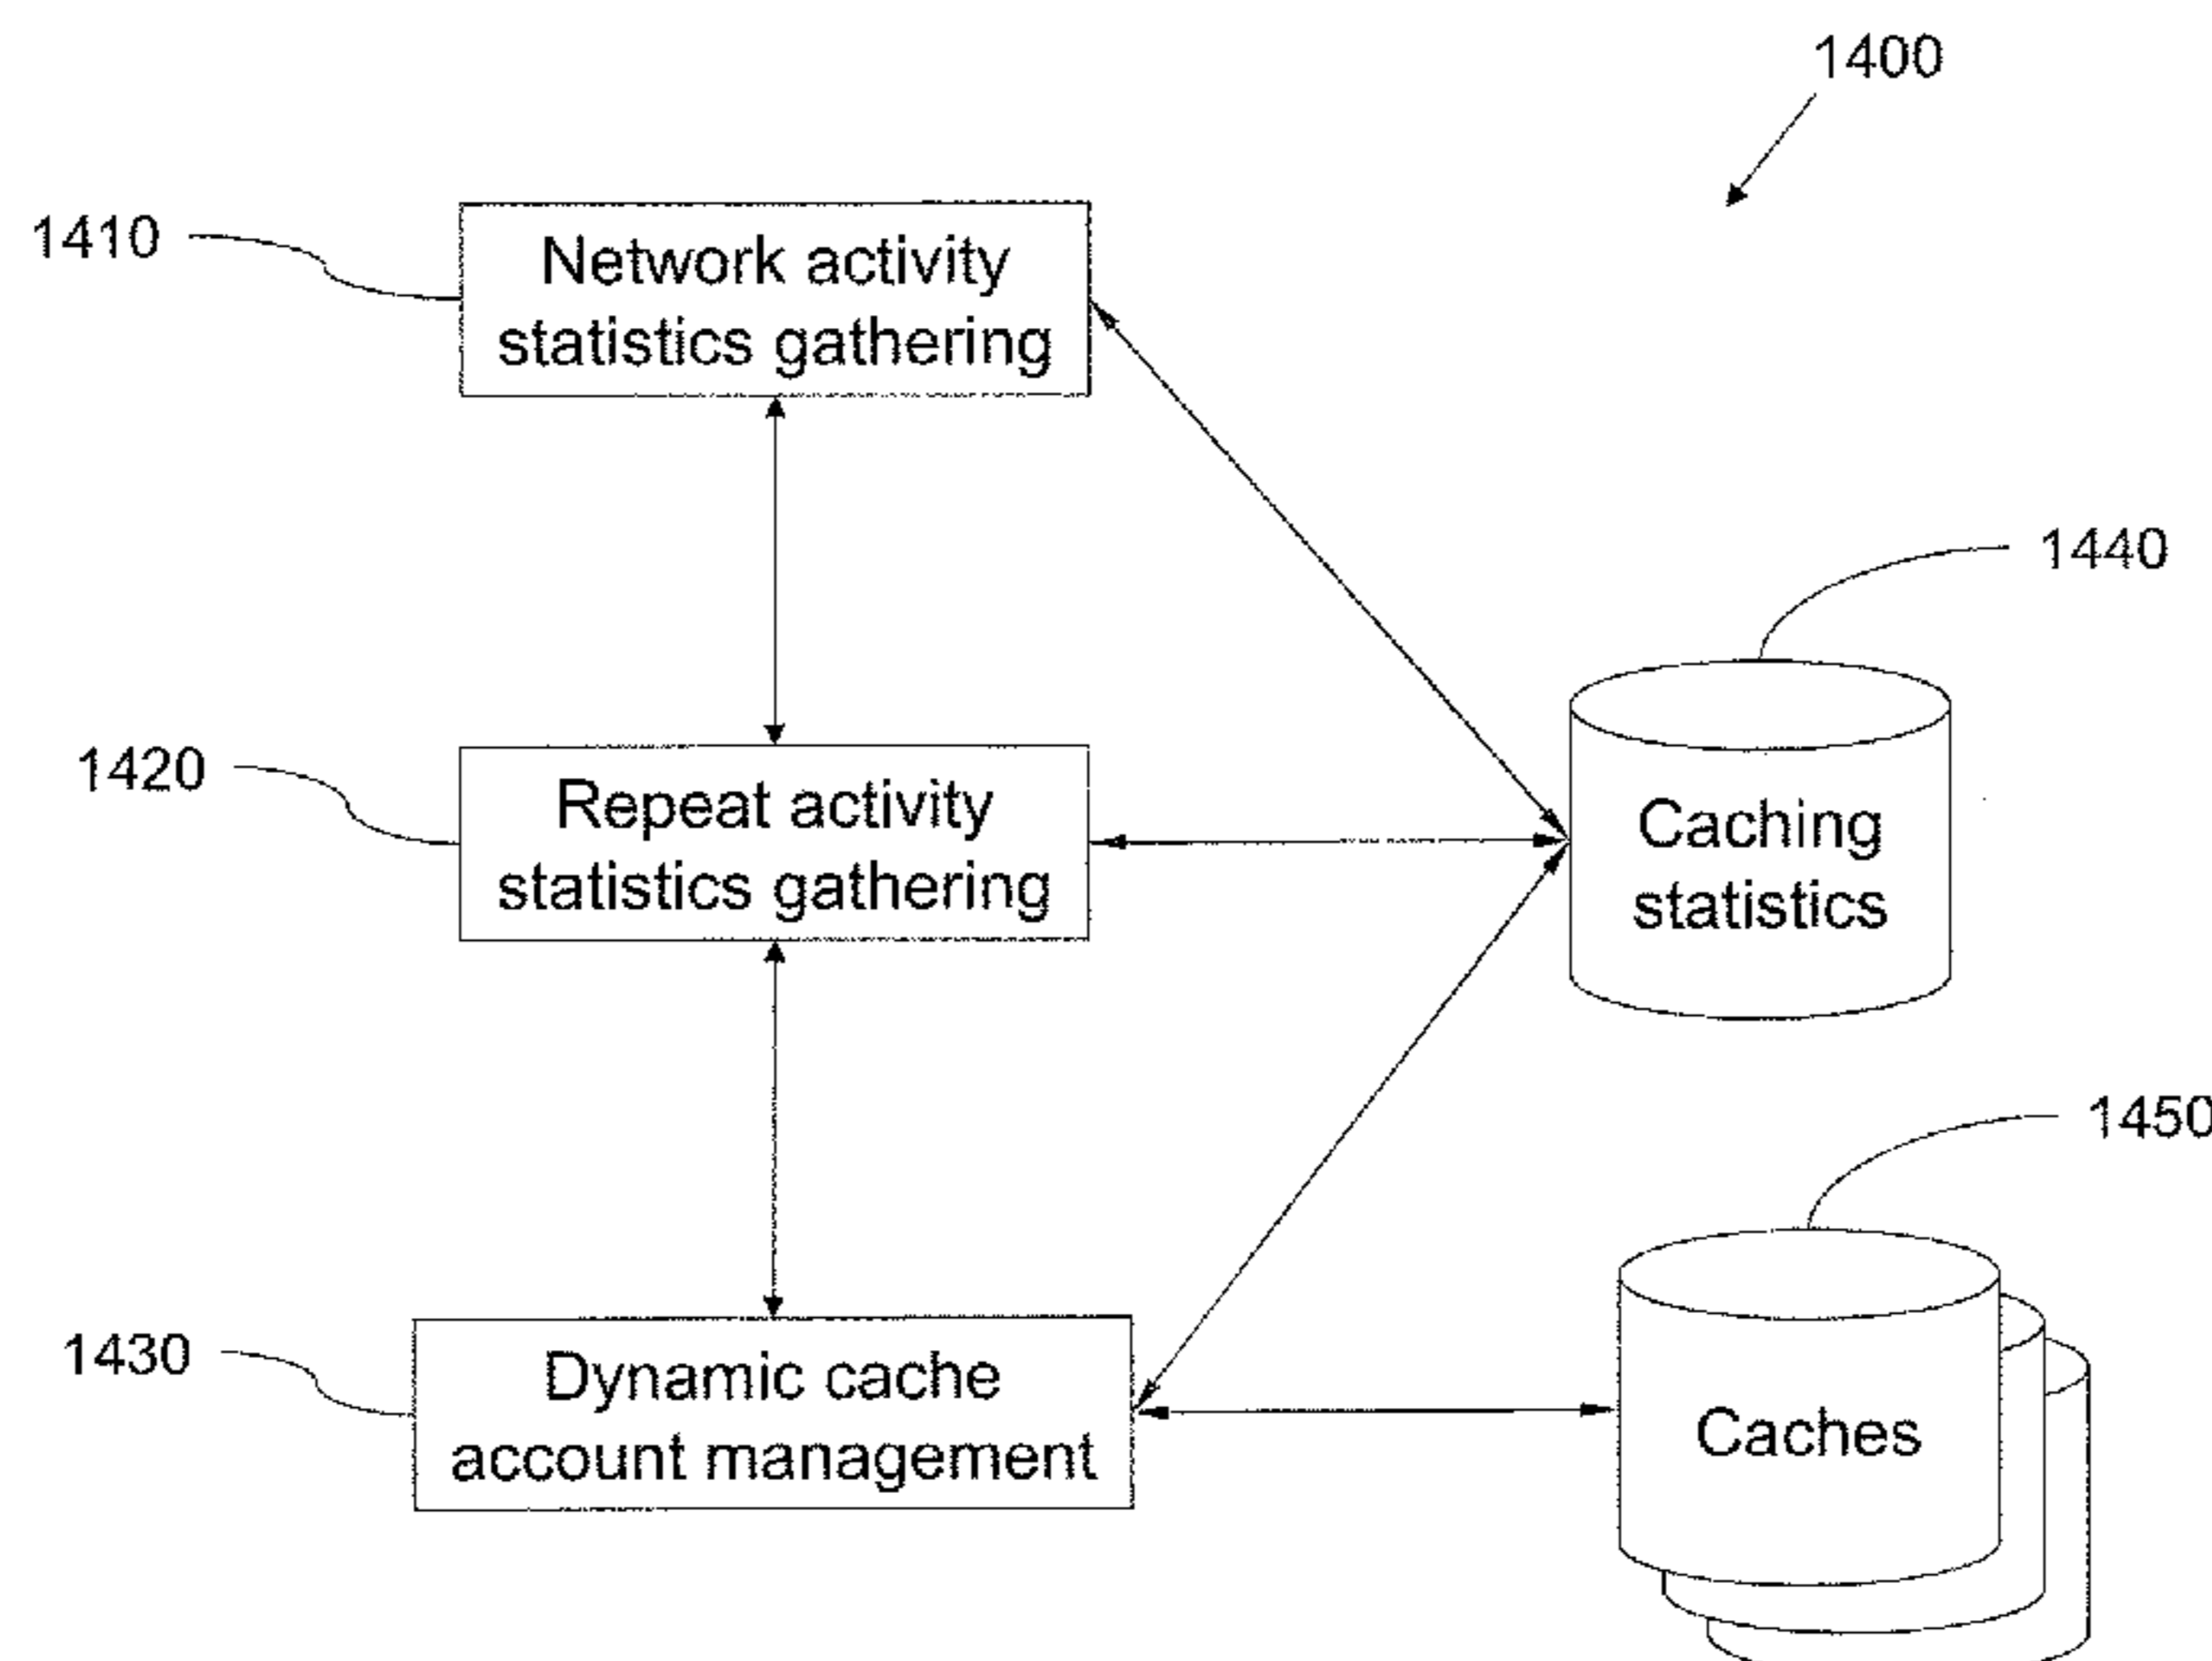 1400
1410
Network activity
statistics gathering
1440
1420
Repeat activity
statistics gathering
Caching
statistics
1450
1430
Dynamic cache
account management
Caches